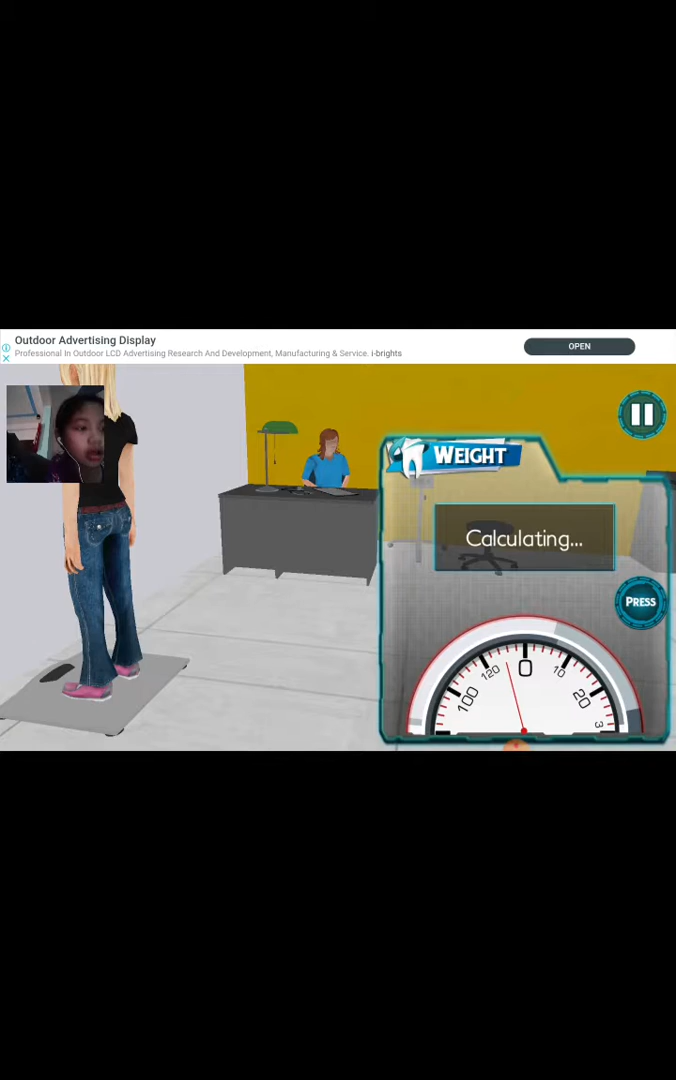 Outdoor Advertising Display
Professional In Outdoor LCD Advertising Research And Development, Manufacturing & Service. i-brights
OPEN
WEIGHT
Calculating...
PRESS
100 120 0 10 20 3